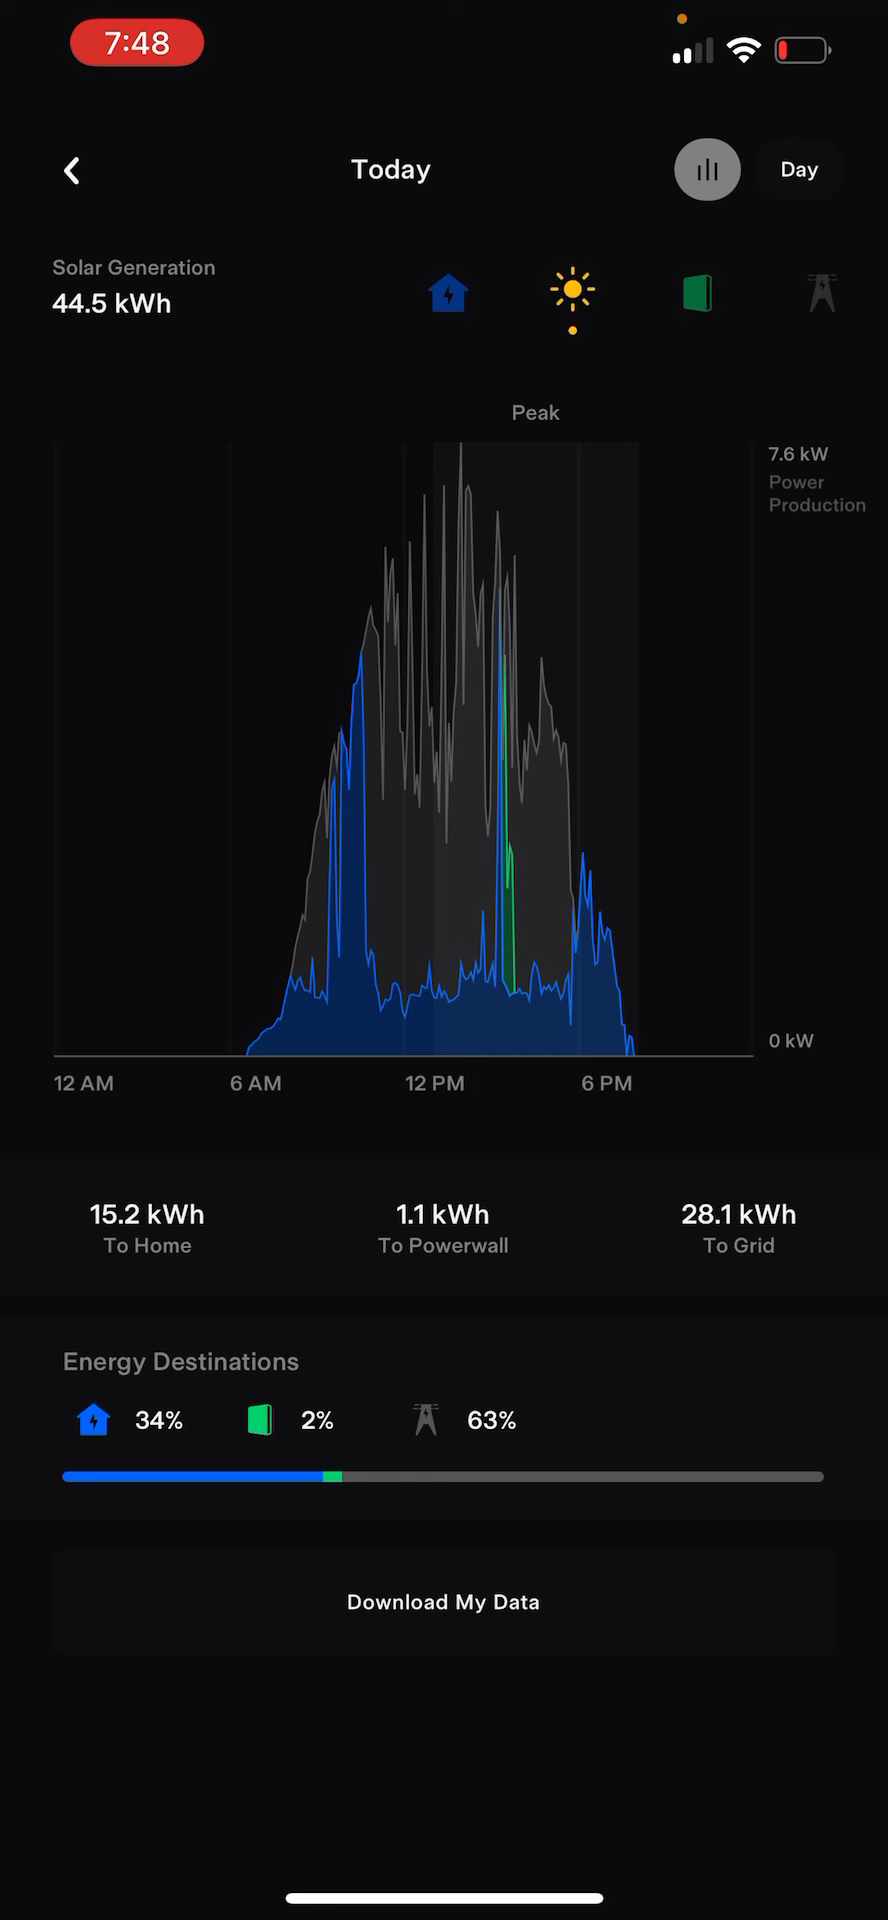 7:48
Today
Day
Solar Generation
44.5 kWh
Peak
7.6 kW
Power
Production
0 kW
12 AM 6 AM 12 PM 6 PM
15.2 kWh 1.1 kWh 28.1 kWh
To Home To Powerwall To Grid
Energy Destinations
34% 2% 63%
Download My Data